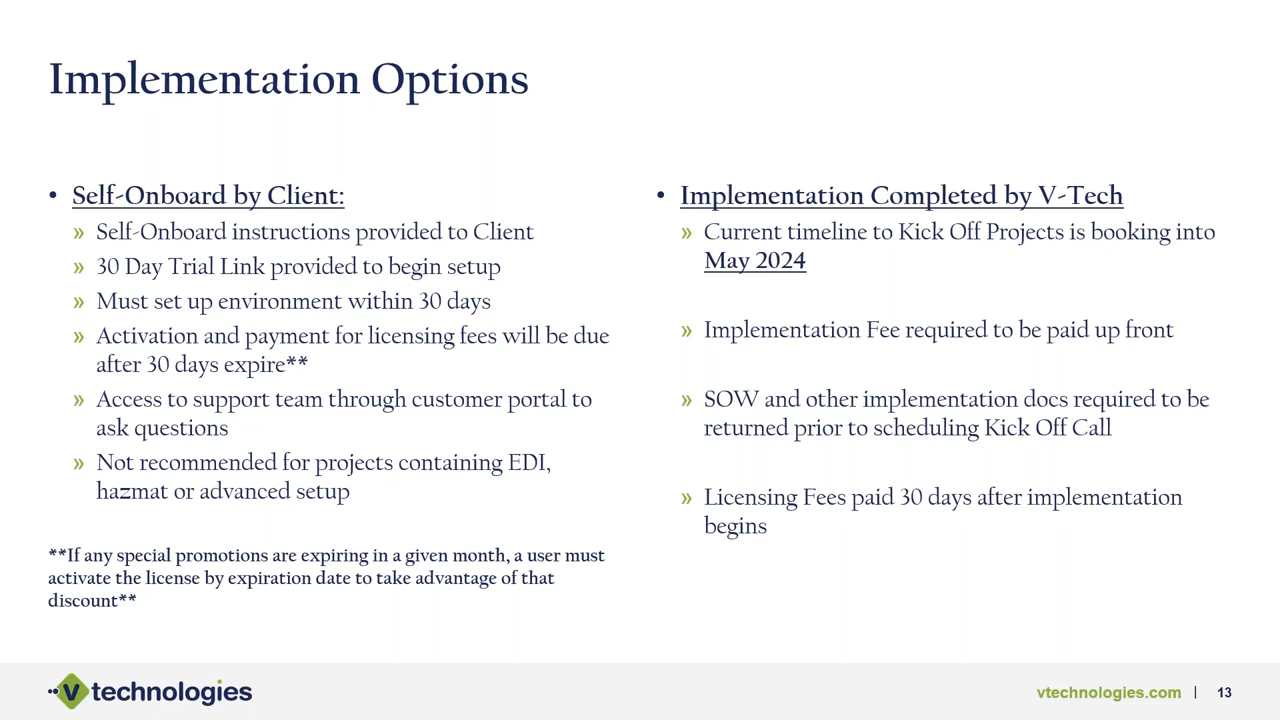 Implementation Options
• Self-Onboard by Client:
» Self-Onboard instructions provided to Client
» 30 Day Trial Link provided to begin setup
» Must set up environment within 30 days
» Activation and payment for licensing fees will be due
after 30 days expire**
» Access to support team through customer portal to
ask questions
» Not recommended for projects containing EDI,
hazmat or advanced setup
**If any special promotions are expiring in a given month, a user must
activate the license by expiration date to take advantage of that
discount**
• Implementation Completed by V-Tech
» Current timeline to Kick Off Projects is booking into
May 2024
» Implementation Fee required to be paid up front
» SOW and other implementation docs required to be
returned prior to scheduling Kick Off Call
» Licensing Fees paid 30 days after implementation
begins
V technologies
vtechnologies.com | 13